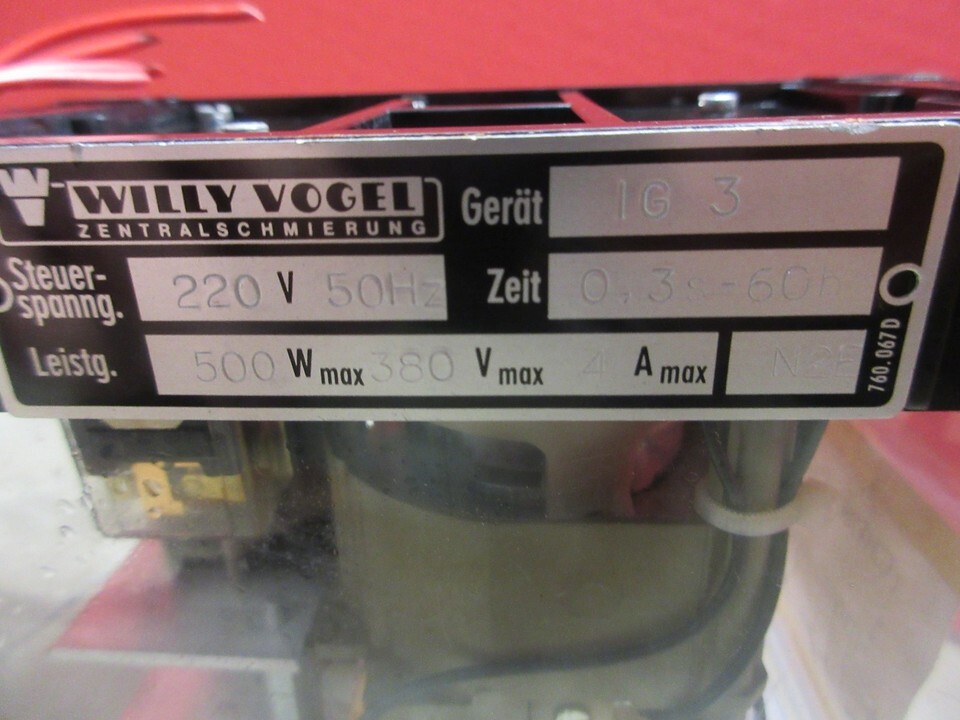 WILLY VOGEL
ZENTRALSCHMIERUNG
Gerät IG 3
Steuer-
spanng. 220 V 50Hz
Zeit 0,3s-60h
Leistg. 500 Wmax 380 Vmax 4 Amax
760.067D